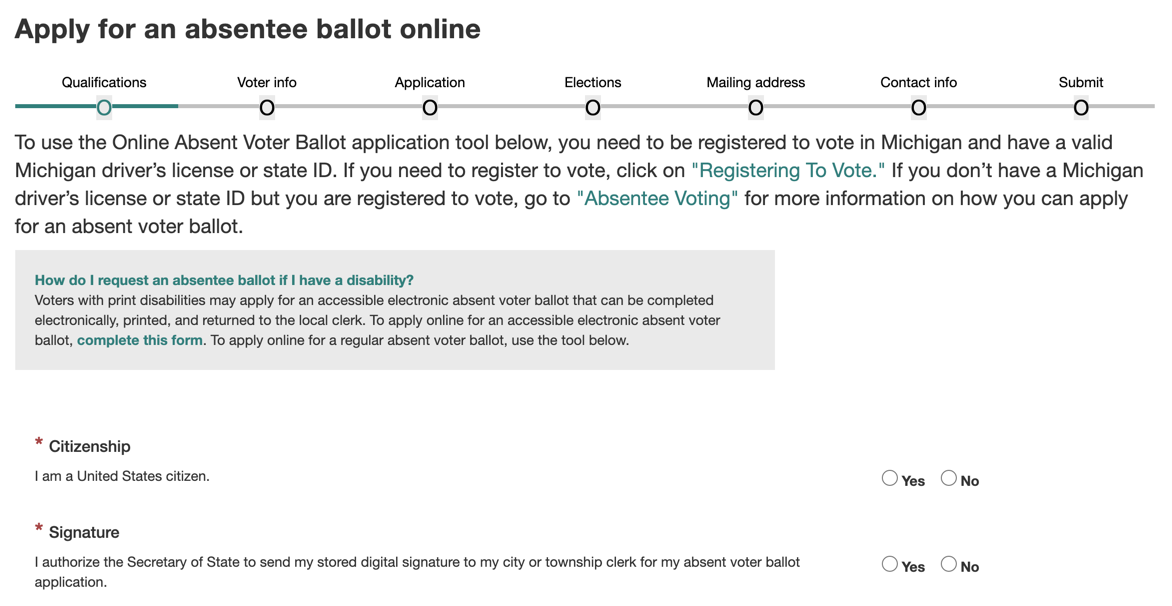 Apply for an absentee ballot online
Qualifications Voter info Application Elections Mailing address Contact info Submit
To use the Online Absent Voter Ballot application tool below, you need to be registered to vote in Michigan and have a valid
Michigan driver’s license or state ID. If you need to register to vote, click on "Registering To Vote." If you don’t have a Michigan
driver’s license or state ID but you are registered to vote, go to "Absentee Voting" for more information on how you can apply
for an absent voter ballot.
How do I request an absentee ballot if I have a disability?
Voters with print disabilities may apply for an accessible electronic absent voter ballot that can be completed
electronically, printed, and returned to the local clerk. To apply online for an accessible electronic absent voter
ballot, complete this form. To apply online for a regular absent voter ballot, use the tool below.
* Citizenship
I am a United States citizen. Yes No
* Signature
I authorize the Secretary of State to send my stored digital signature to my city or township clerk for my absent voter ballot Yes No
application.